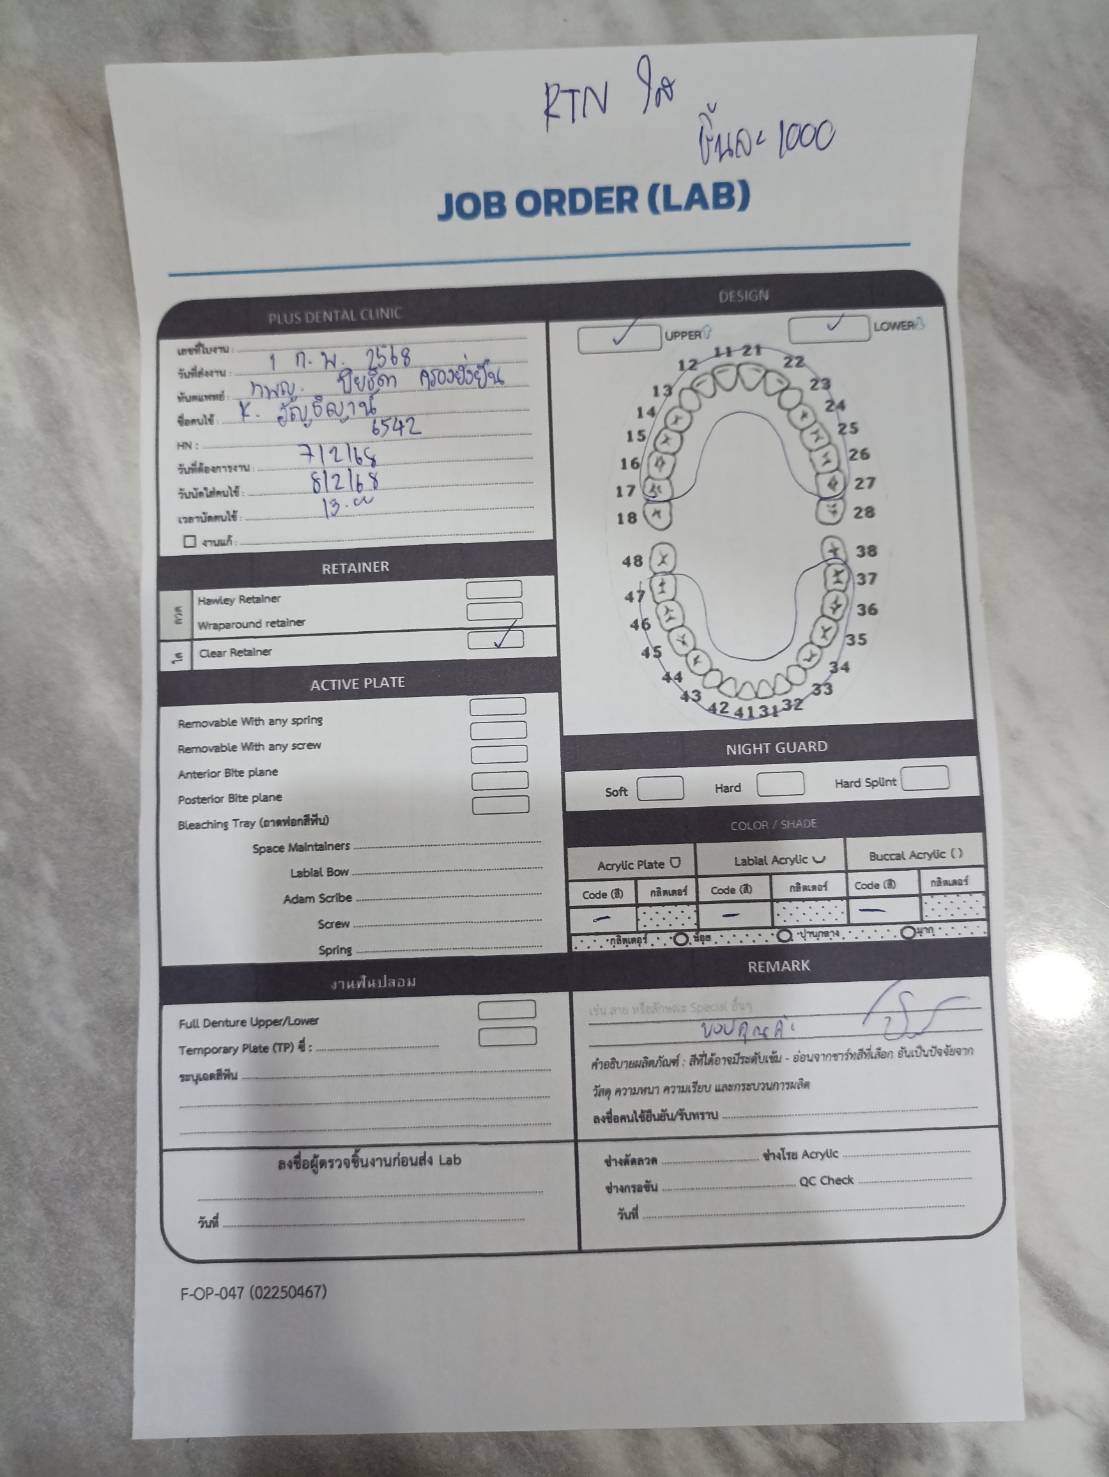 RTN ใส
ชิ้นละ 1000
JOB ORDER (LAB)
PLUS DENTAL CLINIC
เลขที่ใบงาน :
วันที่ส่งงาน : 1 ก.พ. 2568
ทันตแพทย์ : ทพญ. ปิยธิดา
ชื่อคนไข้ : K. ธัญธิญาน์
HN : 6542
วันที่ต้องการงาน : 7/2/68
วันนัดใส่คนไข้ : 8/2/68
เวลานัดคนไข้ : 13.00
งานแก้ :
DESIGN
UPPER
LOWER
11 21
12 22
13 23
14 24
15 25
16 26
17 27
18 28
48 38
47 37
46 36
45 35
44 34
43 33
42 41 31 32
RETAINER
ลวด
Hawley Retainer
Wraparound retainer
ใส
Clear Retainer
ACTIVE PLATE
Removable With any spring
Removable With any screw
Anterior Bite plane
Posterior Bite plane
Bleaching Tray (ถาดฟอกสีฟัน)
Space Maintainers
Labial Bow
Adam Scribe
Screw
Spring
NIGHT GUARD
Soft
Hard
Hard Splint
COLOR / SHADE
Acrylic Plate
Labial Acrylic
Buccal Acrylic ( )
Code (สี) กลิตเตอร์ Code (สี) กลิตเตอร์ Code (สี) กลิตเตอร์
— — —
กลิตเตอร์ น้อย ปานกลาง มาก
งานฟันปลอม
Full Denture Upper/Lower
Temporary Plate (TP) ซี่ :
ระบุเฉดสีฟัน
REMARK
เช่น ลาย หรือลักษณะ Special อื่นๆ
ขอบคุณค่ะ
คำอธิบายผลิตภัณฑ์ : สีที่ได้อาจมีระดับเข้ม - อ่อนจากชาร์ทสีที่เลือก อันเป็นปัจจัยจาก
วัสดุ ความหนา ความเรียบ และกระบวนการผลิต
ลงชื่อคนไข้ยืนยัน/รับทราบ
ลงชื่อผู้ตรวจชิ้นงานก่อนส่ง Lab
วันที่
ช่างดัดลวด
ช่างโรย Acrylic
ช่างกรอขัน
QC Check
วันที่
F-OP-047 (02250467)